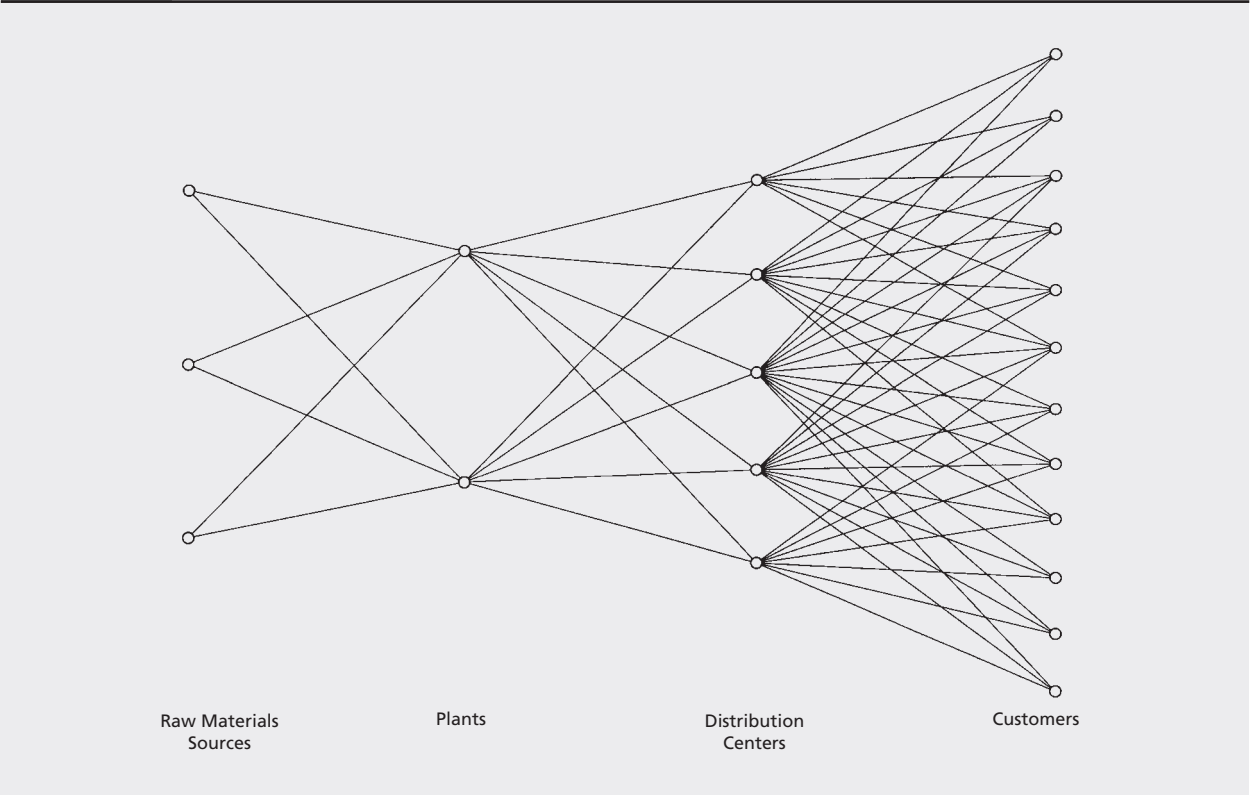 Raw Materials
Sources
Plants
Distribution
Centers
Customers